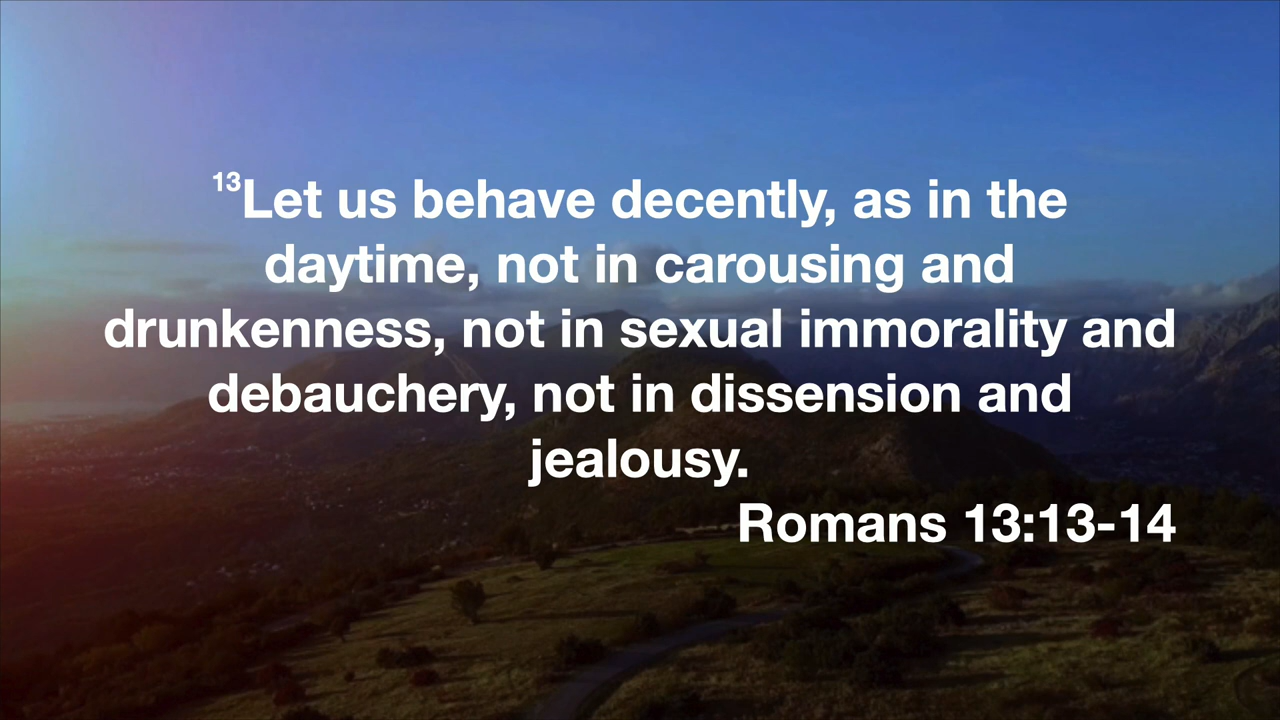 13Let us behave decently, as in the
daytime, not in carousing and
drunkenness, not in sexual immorality and
debauchery, not in dissension and
jealousy.
Romans 13:13-14